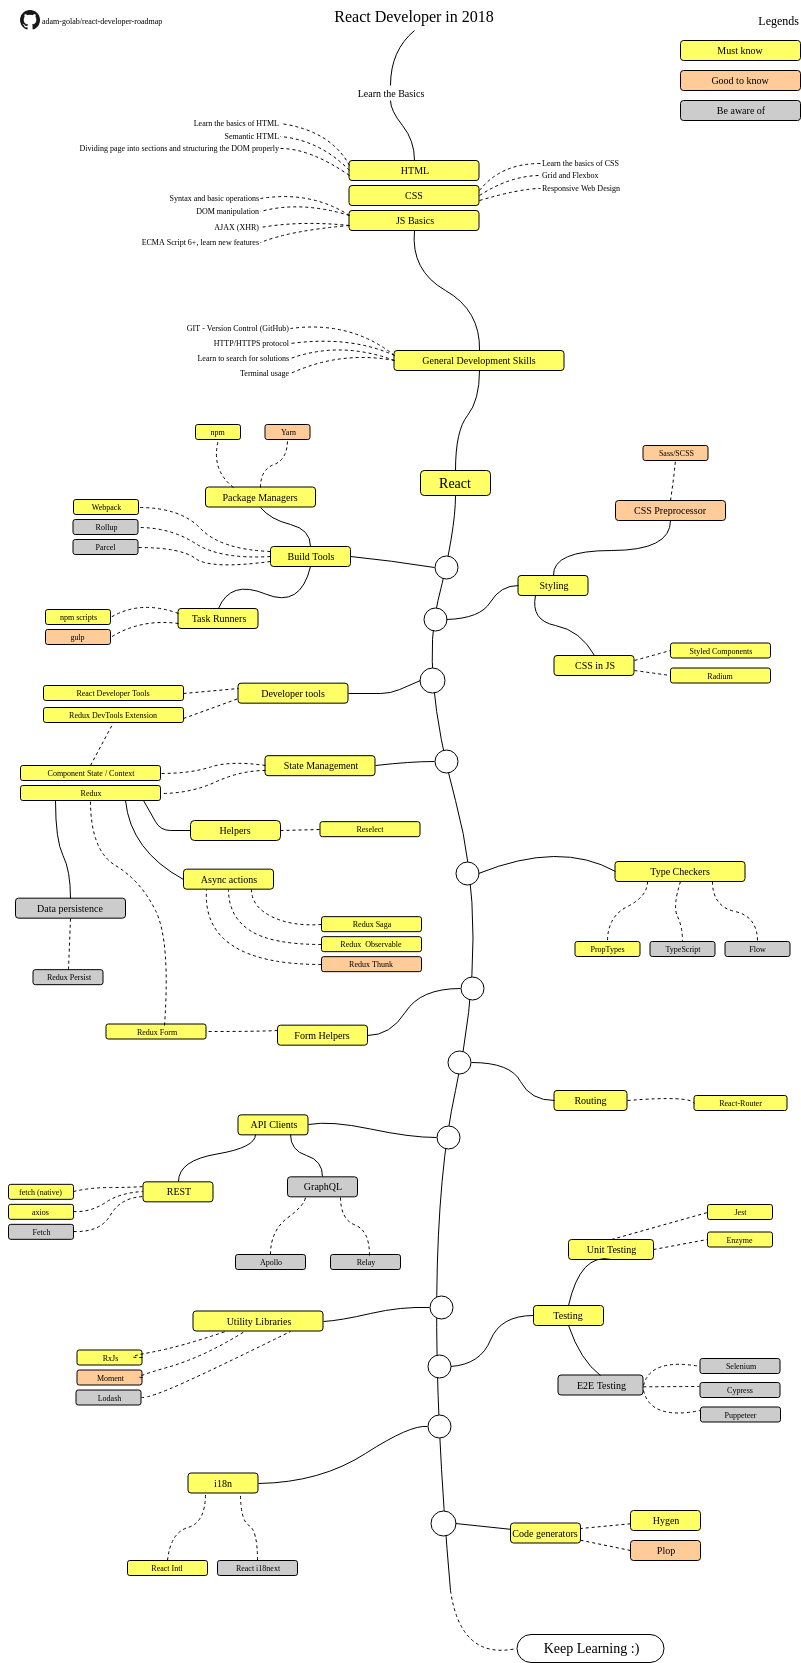 adam-golab/react-developer-roadmap
React Developer in 2018
Legends
Must know
Good to know
Be aware of
Learn the Basics
Learn the basics of HTML
Semantic HTML
Dividing page into sections and structuring the DOM properly
HTML
CSS
JS Basics
Learn the basics of CSS
Grid and Flexbox
Responsive Web Design
Syntax and basic operations
DOM manipulation
AJAX (XHR)
ECMA Script 6+, learn new features
GIT - Version Control (GitHub)
HTTP/HTTPS protocol
Learn to search for solutions
Terminal usage
General Development Skills
React
npm
Yarn
Package Managers
Webpack
Rollup
Parcel
Build Tools
Task Runners
npm scripts
gulp
Sass/SCSS
CSS Preprocessor
Styling
CSS in JS
Styled Components
Radium
React Developer Tools
Redux DevTools Extension
Developer tools
State Management
Component State / Context
Redux
Helpers
Reselect
Async actions
Redux Saga
Redux Observable
Redux Thunk
Data persistence
Redux Persist
Type Checkers
PropTypes
TypeScript
Flow
Redux Form
Form Helpers
Routing
React-Router
API Clients
REST
GraphQL
fetch (native)
axios
Fetch
Apollo
Relay
Jest
Enzyme
Unit Testing
Testing
E2E Testing
Selenium
Cypress
Puppeteer
Utility Libraries
RxJs
Moment
Lodash
i18n
React Intl
React i18next
Code generators
Hygen
Plop
Keep Learning :)